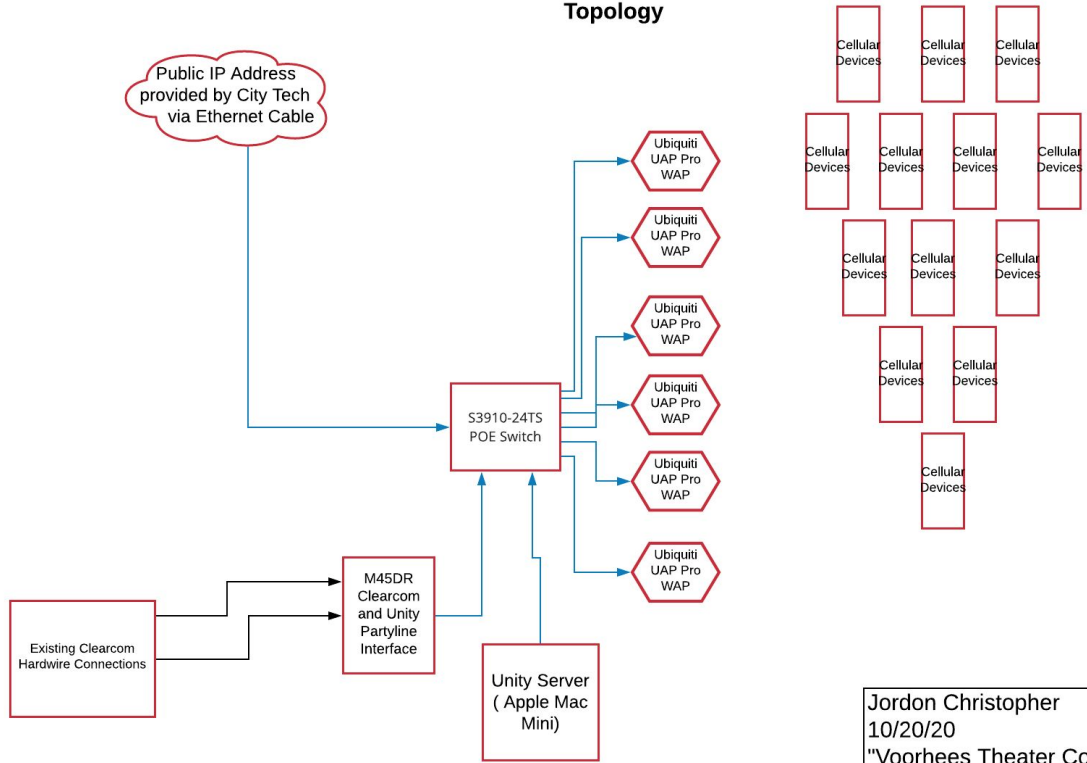 Topology
Public IP Address
provided by City Tech
via Ethernet Cable
Ubiquiti
UAP Pro
WAP
Ubiquiti
UAP Pro
WAP
Ubiquiti
UAP Pro
WAP
Ubiquiti
UAP Pro
WAP
Ubiquiti
UAP Pro
WAP
Ubiquiti
UAP Pro
WAP
S3910-24TS
POE Switch
M45DR
Clearcom
and Unity
Partyline
Interface
Existing Clearcom
Hardwire Connections
Unity Server
( Apple Mac
Mini)
Cellular
Devices
Cellular
Devices
Cellular
Devices
Cellular
Devices
Cellular
Devices
Cellular
Devices
Cellular
Devices
Cellular
Devices
Cellular
Devices
Cellular
Devices
Cellular
Devices
Cellular
Devices
Cellular
Devices
Jordon Christopher
10/20/20
"Voorhees Theater Co